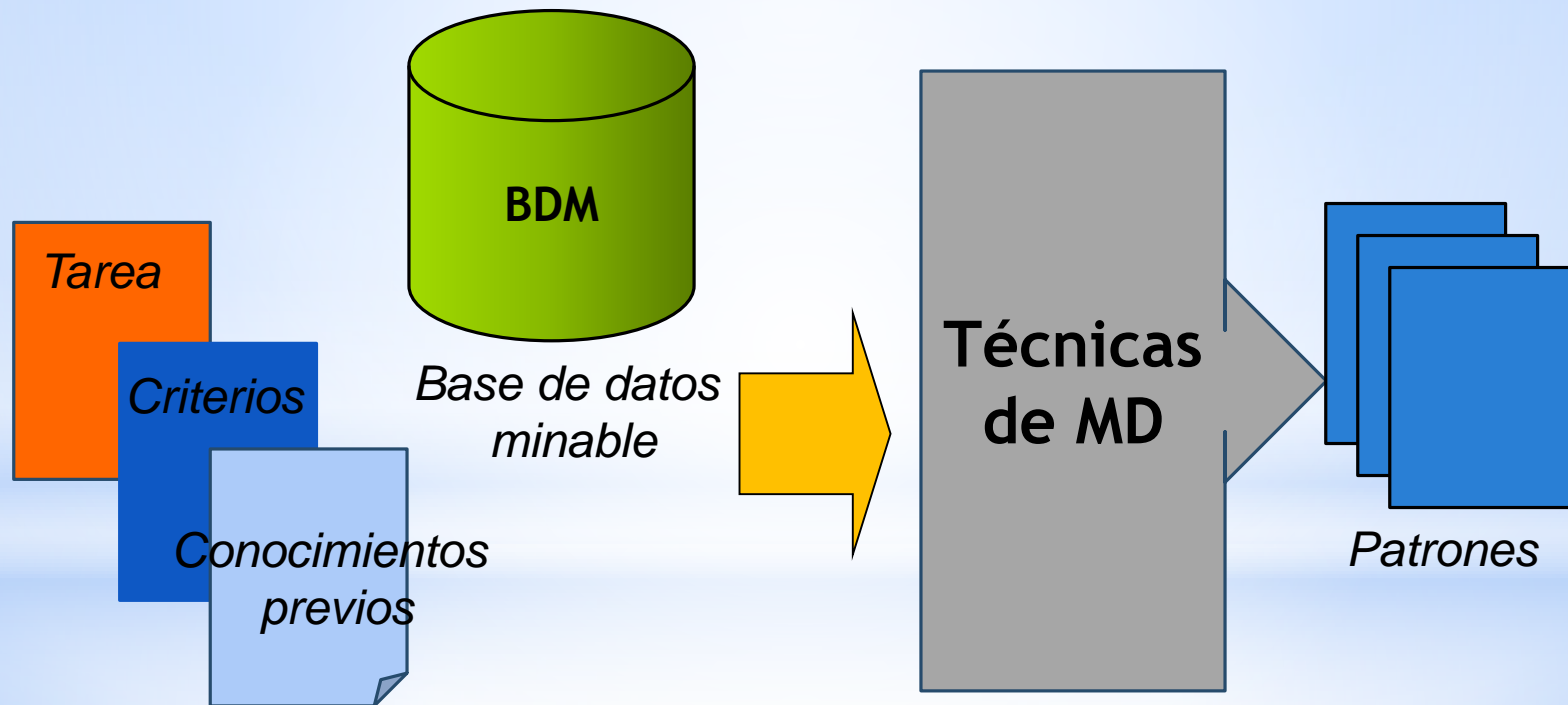 BDM
Tarea
Criterios
Base de datos
minable
Conocimientos
previos
Técnicas
de MD
Patrones